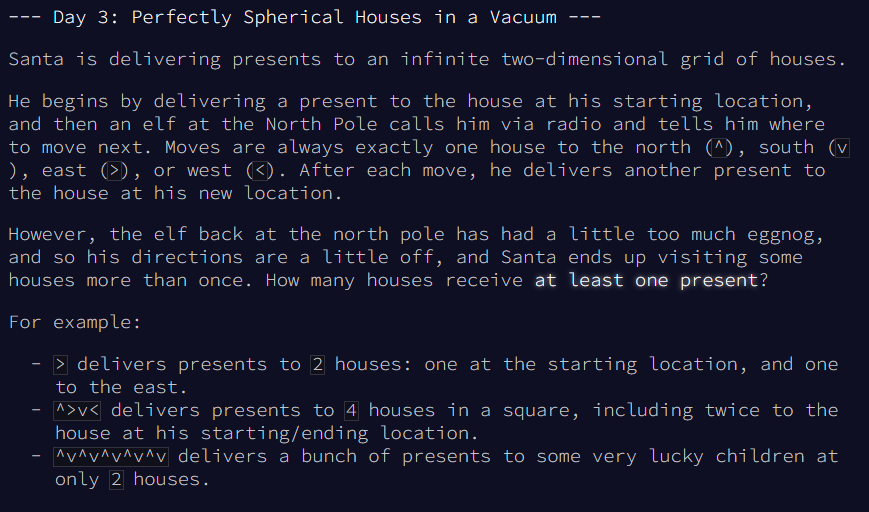 --- Day 3: Perfectly Spherical Houses in a Vacuum ---
Santa is delivering presents to an infinite two-dimensional grid of houses.
He begins by delivering a present to the house at his starting location,
and then an elf at the North Pole calls him via radio and tells him where
to move next. Moves are always exactly one house to the north (^), south (v
), east (>), or west (<). After each move, he delivers another present to
the house at his new location.
However, the elf back at the north pole has had a little too much eggnog,
and so his directions are a little off, and Santa ends up visiting some
houses more than once. How many houses receive at least one present?
For example:
- > delivers presents to 2 houses: one at the starting location, and one
to the east.
- ^>v< delivers presents to 4 houses in a square, including twice to the
house at his starting/ending location.
- ^v^v^v^v^v delivers a bunch of presents to some very lucky children at
only 2 houses.